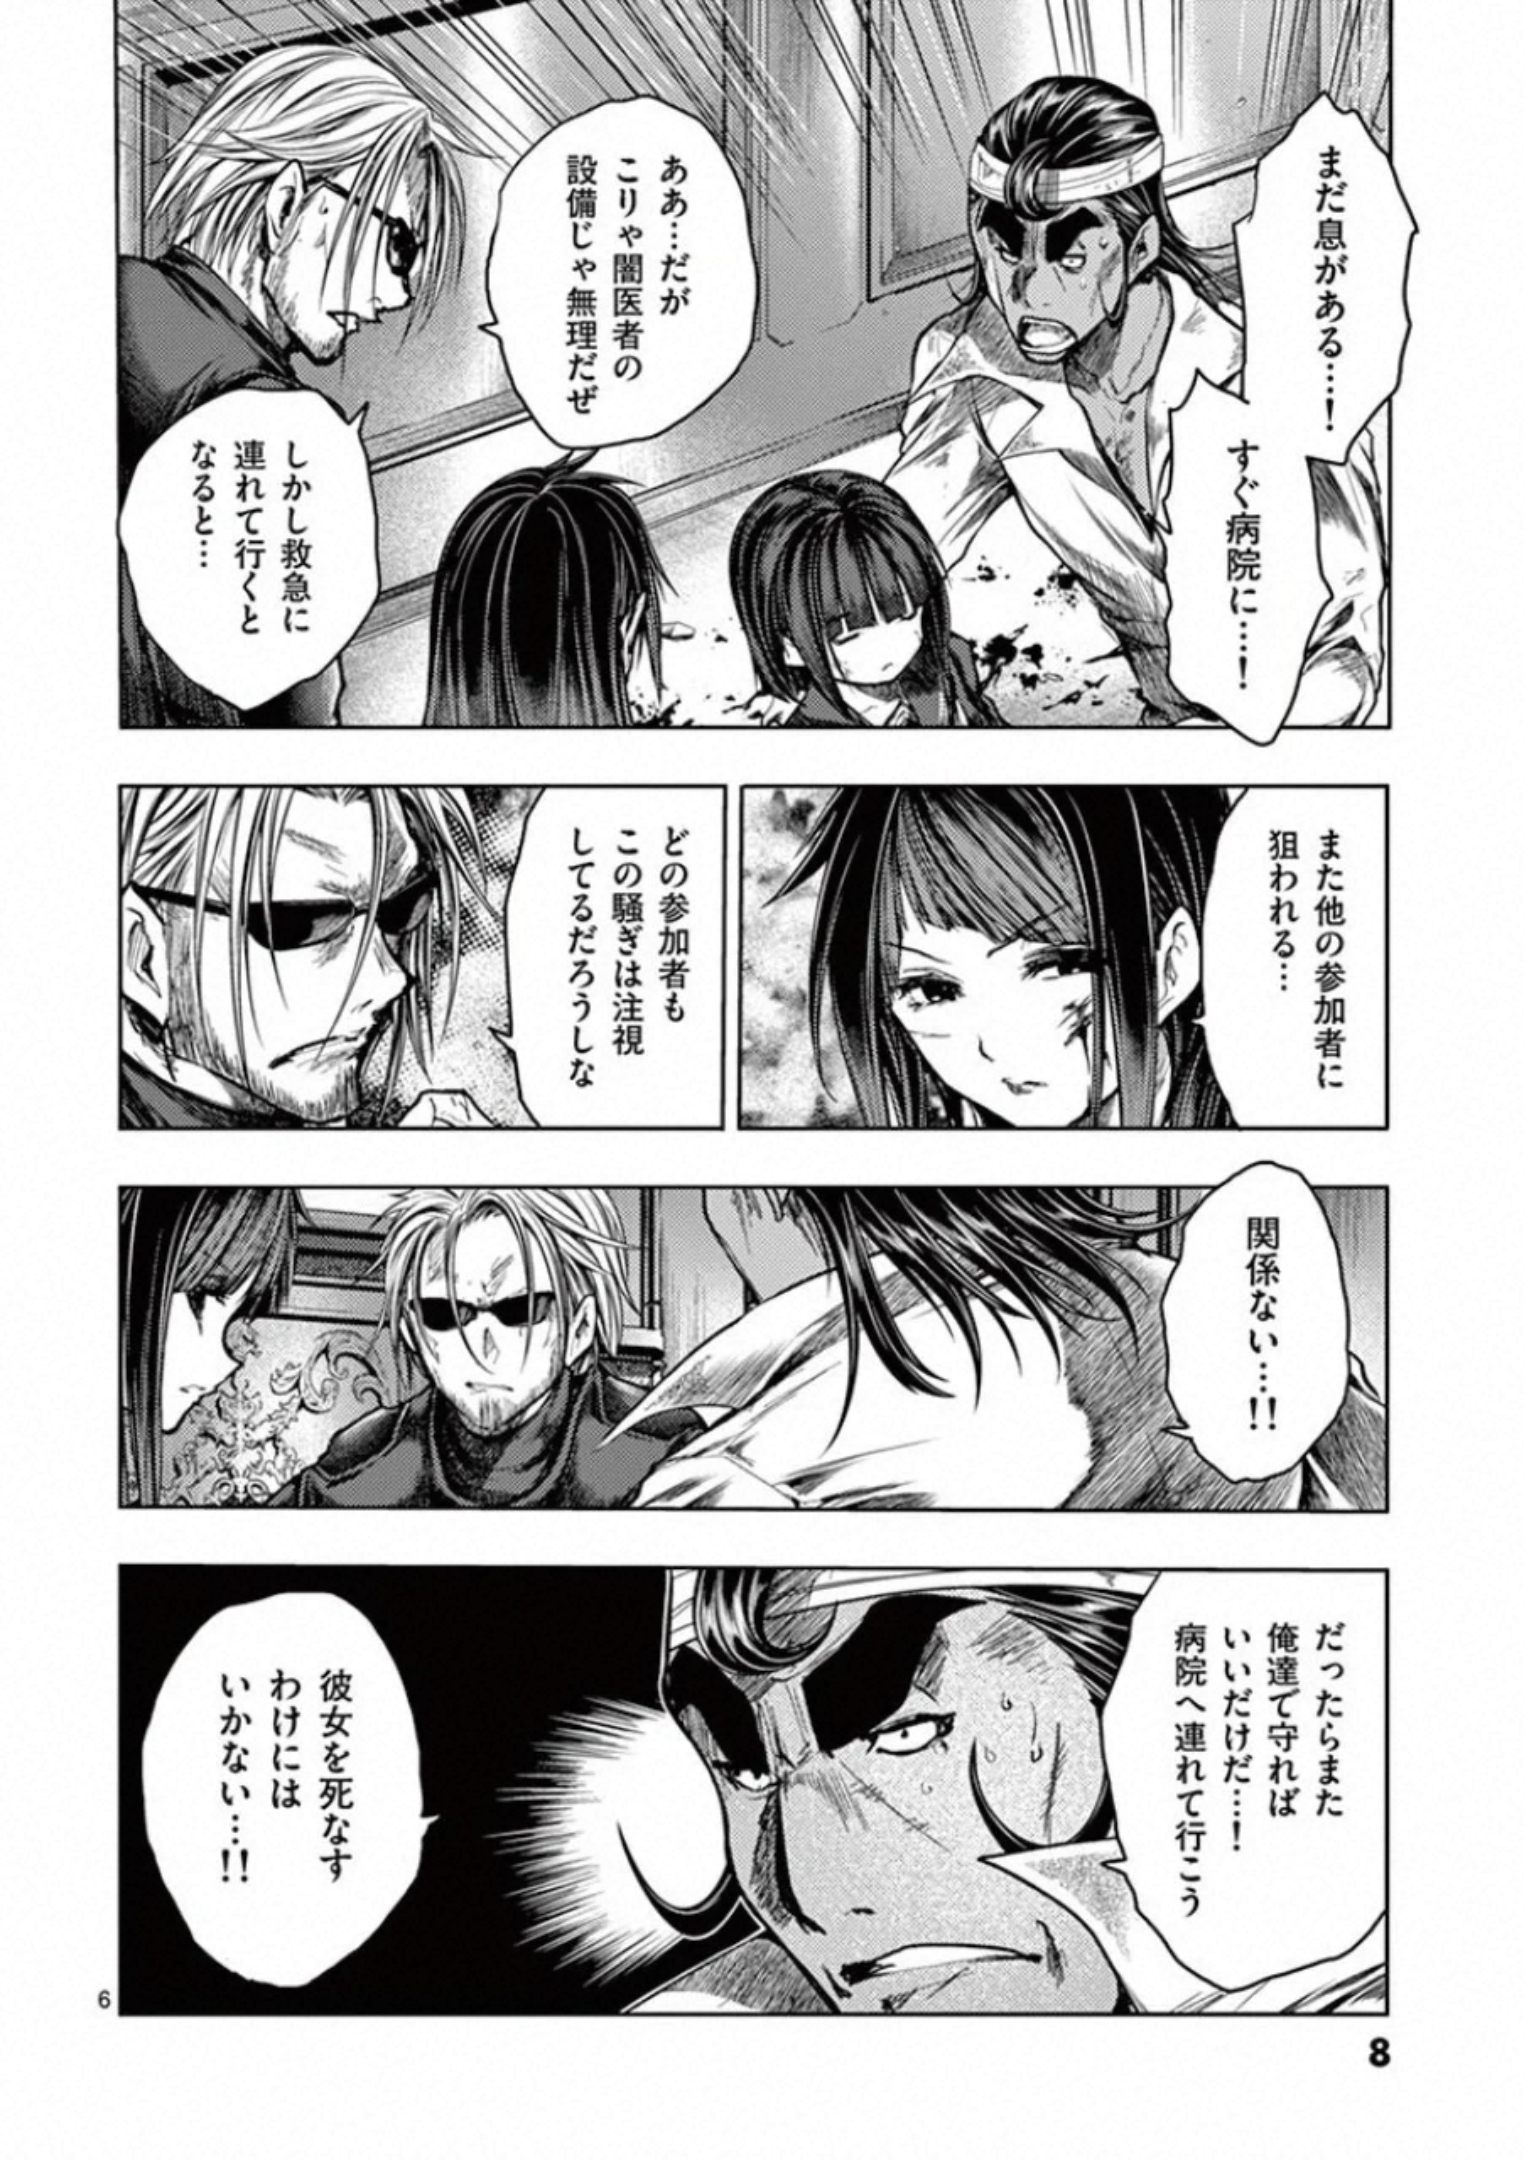 まだ息がある…！
すぐ病院に…！
ああ…だが
こりゃ闇医者の
設備じゃ無理だぜ
しかし救急に
連れて行くと
なると…
また他の参加者に
狙われる…
どの参加者も
この騒ぎは注視
してるだろうしな
関係ない…！！
だったらまた
俺達で守れば
いいだけだ…！
病院へ連れて行こう
彼女を死なす
わけには
いかない…！！
6
8